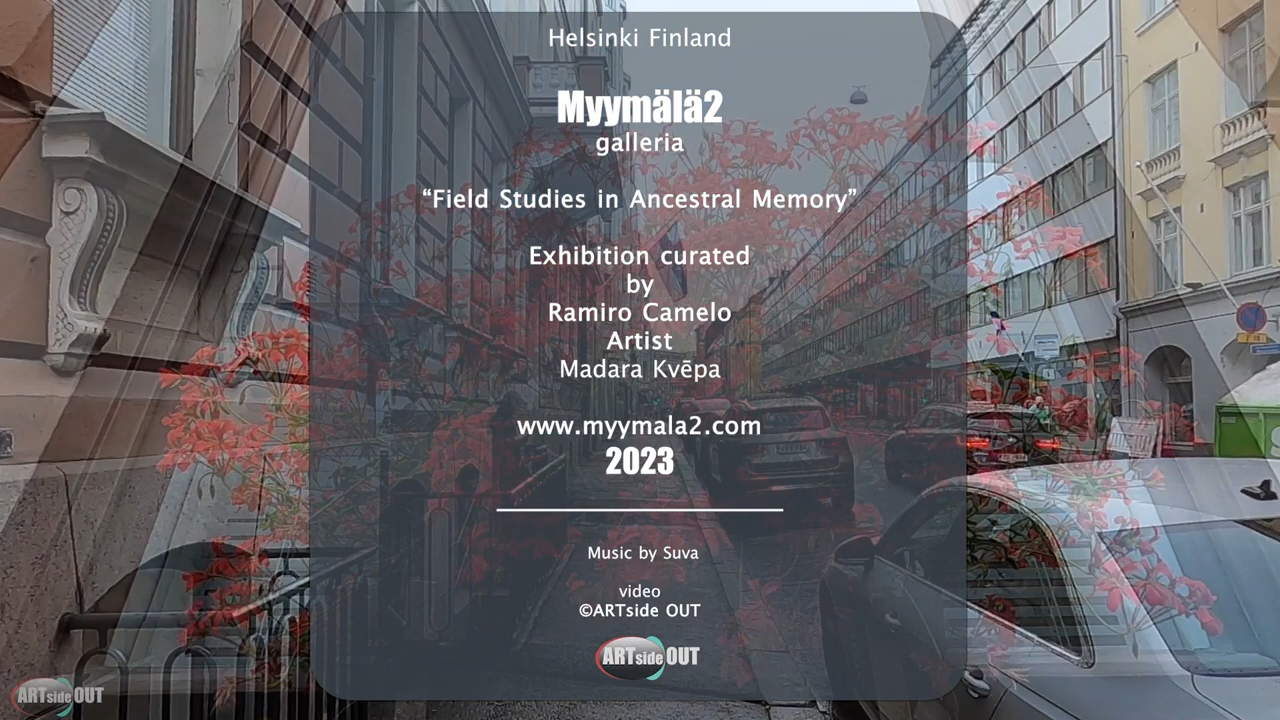 Helsinki Finland
Myymälä2
galleria
“Field Studies in Ancestral Memory”
Exhibition curated
by
Ramiro Camelo
Artist
Madara Kvēpa
www.myymala2.com
2023
Music by Suva
video
©ARTside OUT
ARTside OUT
ARTside OUT